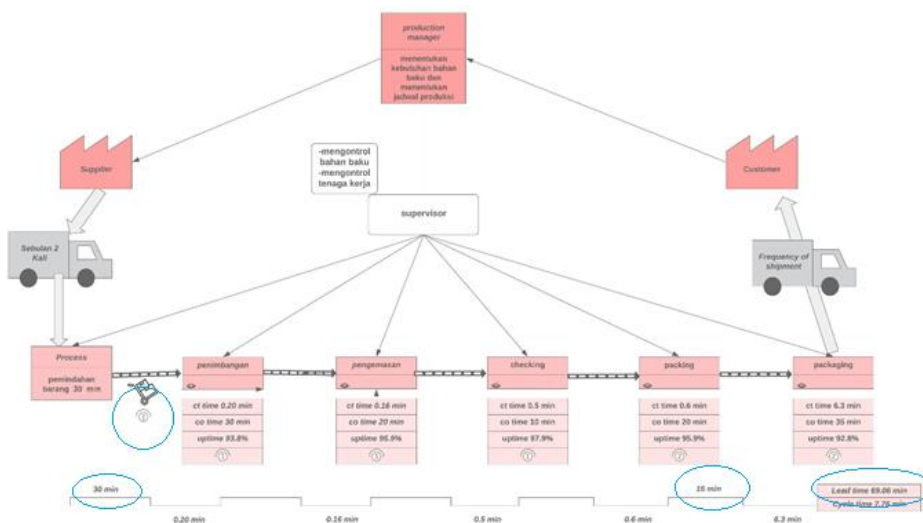 production
manager
menentukan
kebutuhan bahan
baku dan
manentukan
jadwal produksi
Supplier
-mengontrol
bahan baku
-mengontrol
tenaga kerja
Customer
supervisor
Sebulan 2
Kali
Frequency of
shipment
Process
pemindahan
barang 30 min
penimbangan
pengemasan
checking
packing
packaging
ct time 0.20 min
co time 30 min
uptime 93.8%
ct time 0.16 min
co time 20 min
uptime 95.9%
ct time 0.5 min
co time 10 min
uptime 97.9%
ct time 0.6 min
co time 20 min
uptime 95.9%
ct time 6.3 min
co time 35 min
uptime 92.8%
30 min
15 min
Lead time 69.06 min
Cycle time 7.76 min
0.20 min
0.16 min
0.5 min
0.6 min
6.3 min